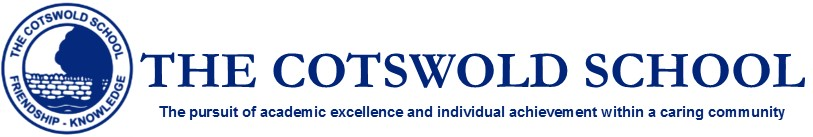 THE COTSWOLD SCHOOL
FRIENDSHIP - KNOWLEDGE
THE COTSWOLD SCHOOL
The pursuit of academic excellence and individual achievement within a caring community